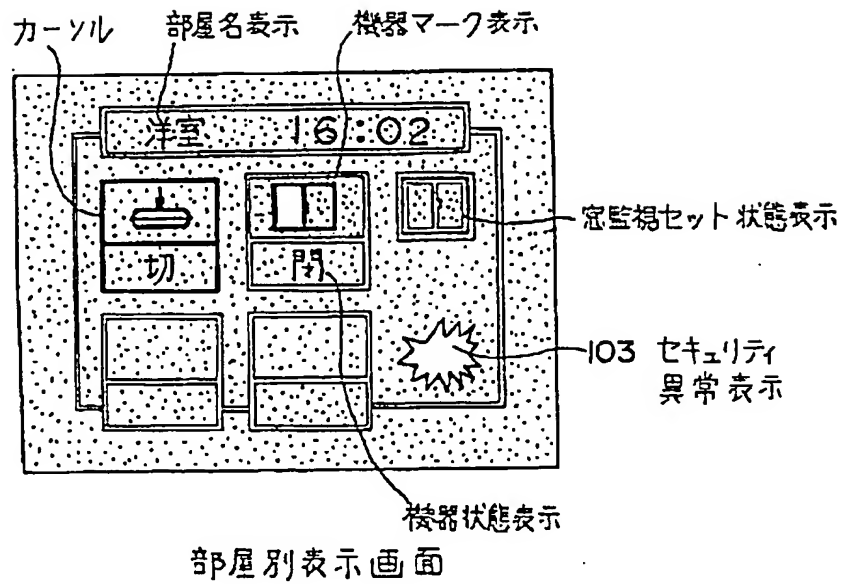 カーソル
部屋名表示
機器マーク表示
洋室 16:02
窓監視セット状態表示
切
開
103 セキュリティ
異常表示
機器状態表示
部屋別表示画面